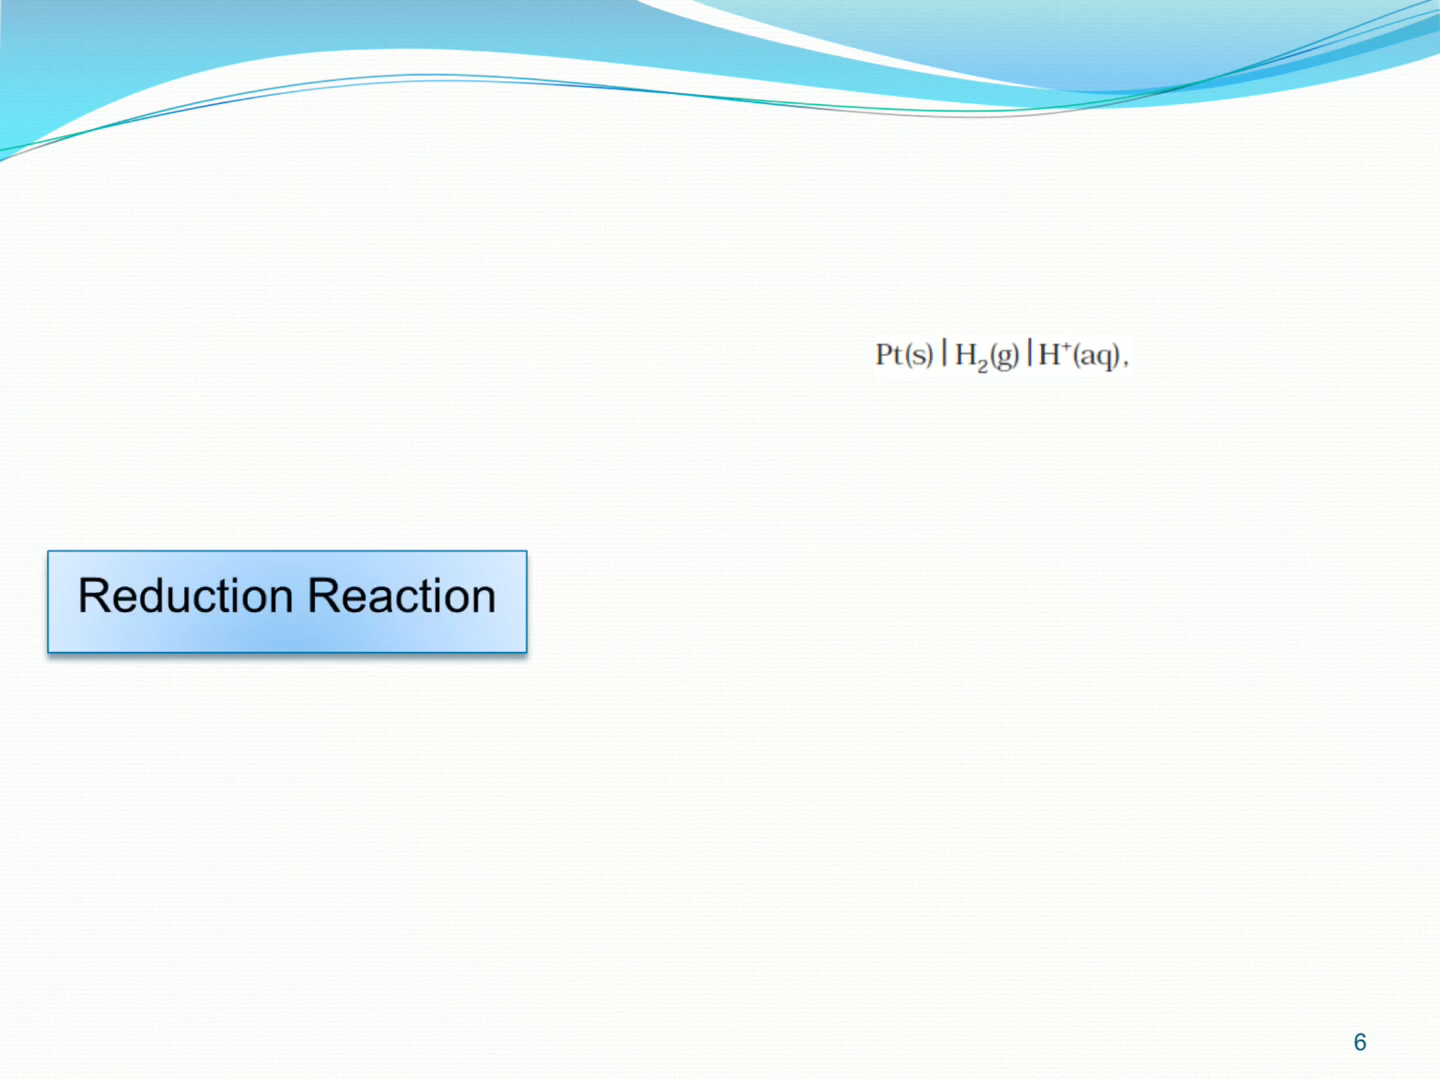 Pt(s) | H₂(g) | H⁺(aq),
Reduction Reaction
6